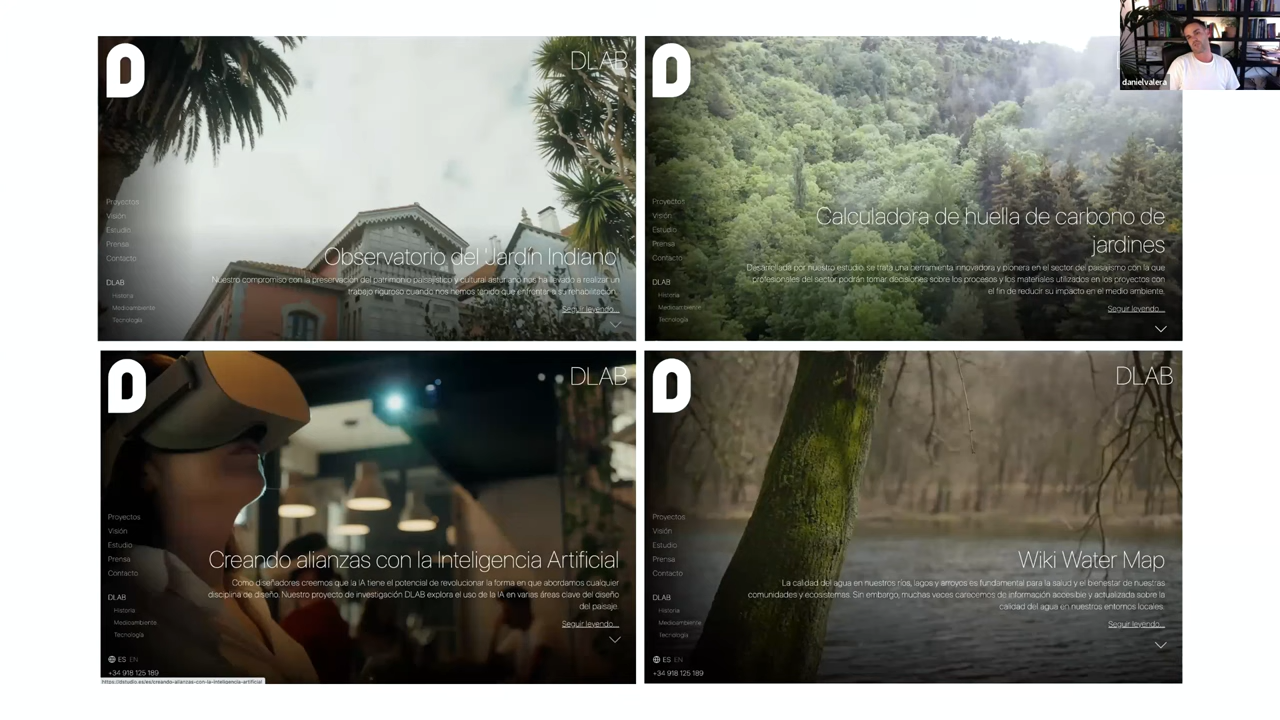 danielvalera
DLAB
Proyectos
Visión
Estudio
Prensa
Contacto
DLAB
Historia
Medioambiente
Tecnología
Observatorio del 'Jardín Indiano'
Nuestro compromiso con la preservación del patrimonio paisajístico y cultural asturiano nos ha llevado a realizar un
trabajo riguroso cuando nos hemos tenido que enfrentar a su rehabilitación.
Seguir leyendo...
Proyectos
Visión
Estudio
Prensa
Contacto
DLAB
Historia
Medioambiente
Tecnología
Calculadora de huella de carbono de
jardines
Desarrollada por nuestro estudio, se trata una herramienta innovadora y pionera en el sector del paisajismo con la que
profesionales del sector podrán tomar decisiones sobre los procesos y los materiales utilizados en los proyectos con
el fin de reducir su impacto en el medio ambiente.
Seguir leyendo...
DLAB
Proyectos
Visión
Estudio
Prensa
Contacto
DLAB
Historia
Medioambiente
Tecnología
ES EN
+34 918 125 189
Creando alianzas con la Inteligencia Artificial
Como diseñadores creemos que la IA tiene el potencial de revolucionar la forma en que abordamos cualquier
disciplina de diseño. Nuestro proyecto de investigación DLAB explora el uso de la IA en varias áreas clave del diseño
del paisaje.
Seguir leyendo...
https://dstudio.es/es/creando-alianzas-con-la-inteligencia-artificial
DLAB
Proyectos
Visión
Estudio
Prensa
Contacto
DLAB
Historia
Medioambiente
Tecnología
ES EN
+34 918 125 189
Wiki Water Map
La calidad del agua en nuestros ríos, lagos y arroyos es fundamental para la salud y el bienestar de nuestras
comunidades y ecosistemas. Sin embargo, muchas veces carecemos de información accesible y actualizada sobre la
calidad del agua en nuestros entornos locales.
Seguir leyendo...